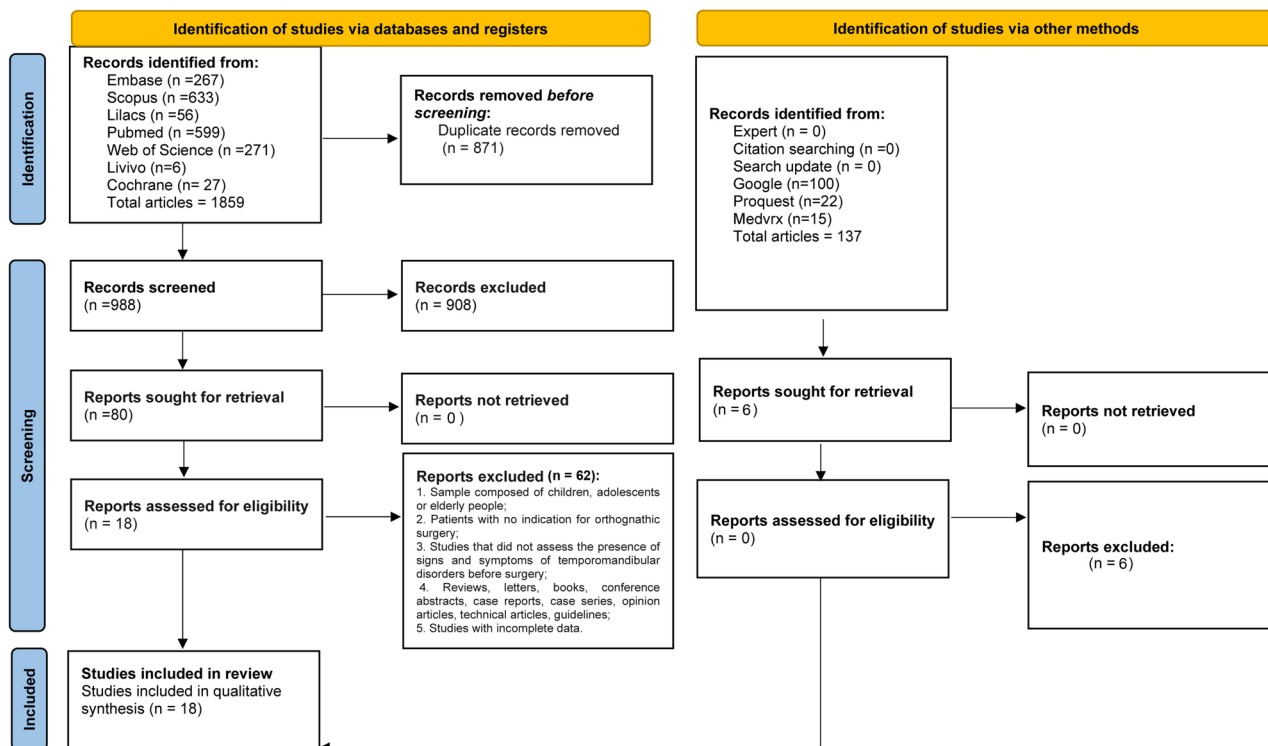 Identification of studies via databases and registers
Identification of studies via other methods
Identification
Records identified from:
Embase (n =267)
Scopus (n =633)
Lilacs (n =56)
Pubmed (n =599)
Web of Science (n =271)
Livivo (n=6)
Cochrane (n= 27)
Total articles = 1859
Records removed before
screening:
Duplicate records removed
(n = 871)
Records identified from:
Expert (n = 0)
Citation searching (n =0)
Search update (n = 0)
Google (n=100)
Proquest (n=22)
Medvrx (n=15)
Total articles = 137
Screening
Records screened
(n =988)
Records excluded
(n = 908)
Reports sought for retrieval
(n =80)
Reports not retrieved
(n = 0 )
Reports sought for retrieval
(n = 6)
Reports not retrieved
(n = 0)
Reports assessed for eligibility
(n = 18)
Reports excluded (n = 62):
1. Sample composed of children, adolescents
or elderly people;
2. Patients with no indication for orthognathic
surgery;
3. Studies that did not assess the presence of
signs and symptoms of temporomandibular
disorders before surgery;
4. Reviews, letters, books, conference
abstracts, case reports, case series, opinion
articles, technical articles, guidelines;
5. Studies with incomplete data.
Reports assessed for eligibility
(n = 0)
Reports excluded:
(n = 6)
Included
Studies included in review
Studies included in qualitative
synthesis (n = 18)